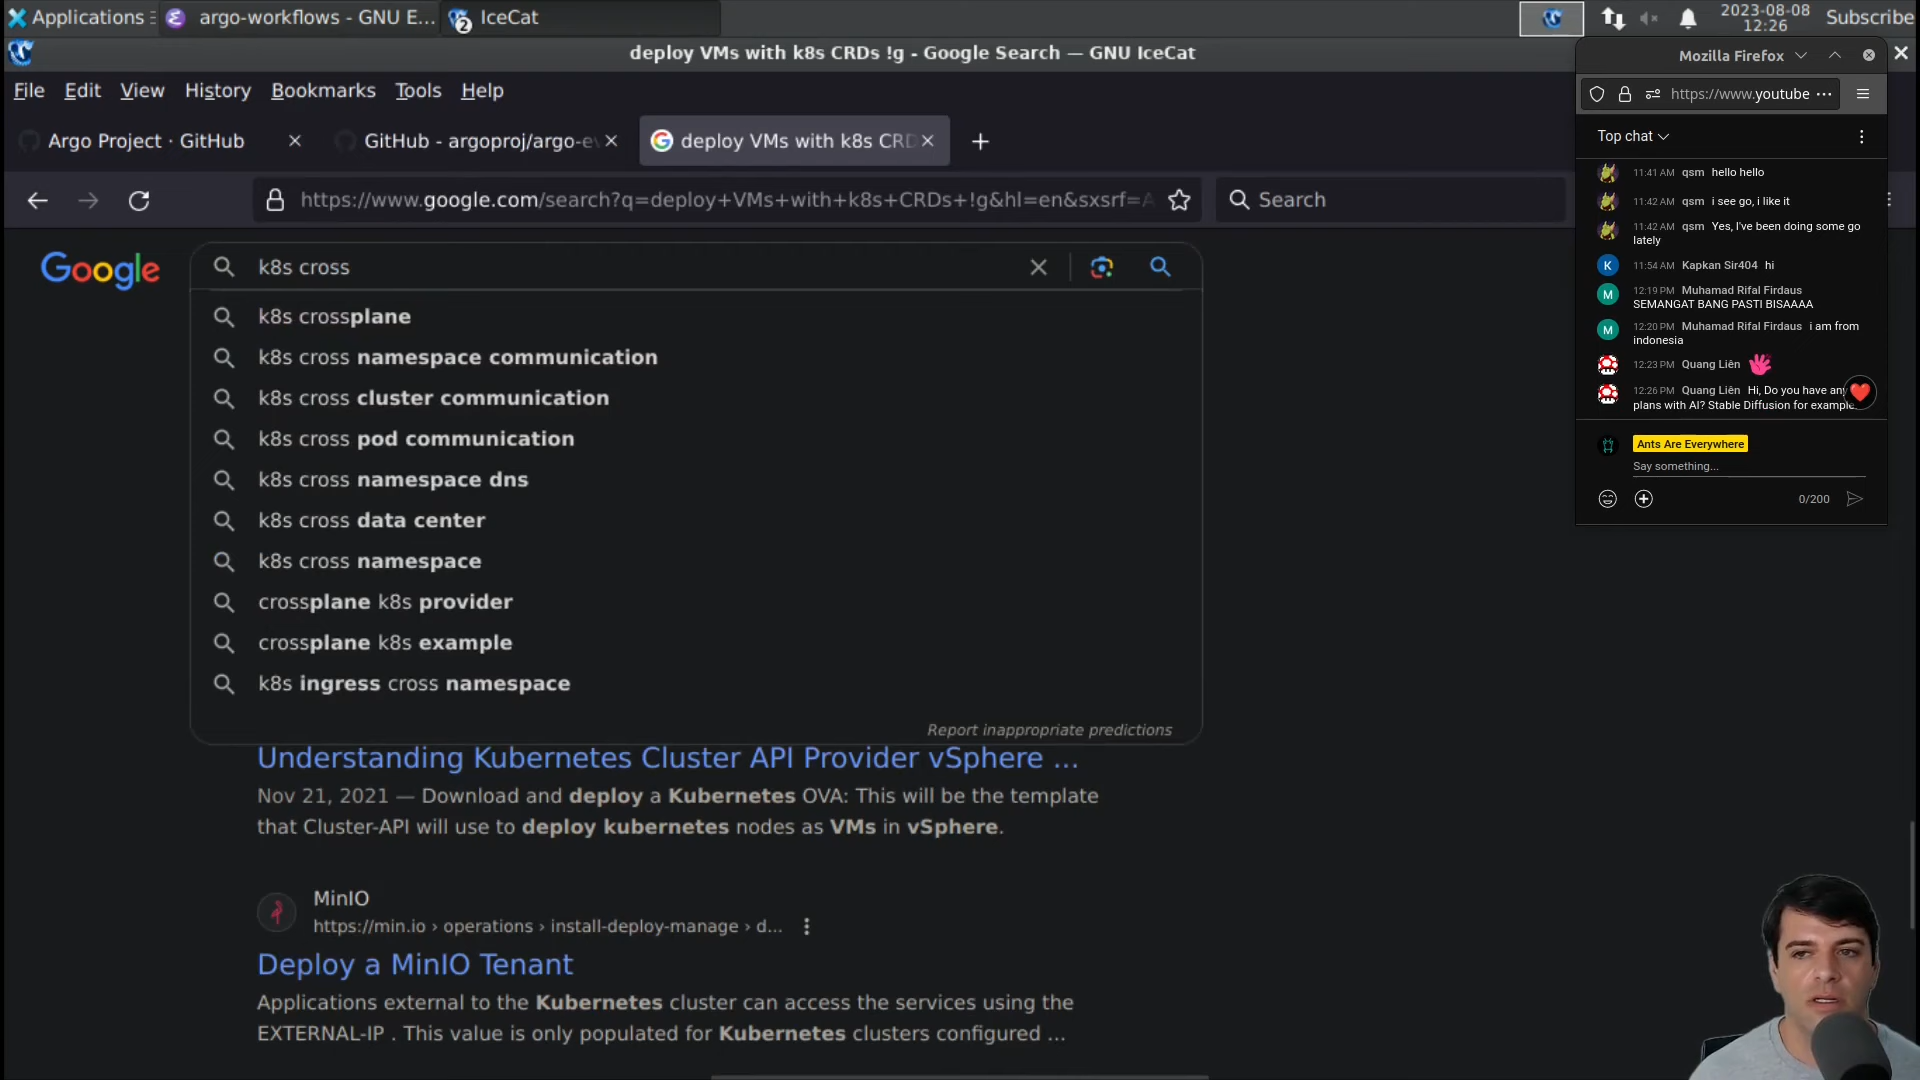 Applications
argo-workflows - GNU E...
2
IceCat
2023-08-08
12:26
Subscribe
deploy VMs with k8s CRDs !g - Google Search — GNU IceCat
File Edit View History Bookmarks Tools Help
Argo Project · GitHub
GitHub - argoproj/argo-ev
deploy VMs with k8s CRD
https://www.google.com/search?q=deploy+VMs+with+k8s+CRDs+!g&hl=en&sxsrf=A
Search
Google
k8s cross
k8s crossplane
k8s cross namespace communication
k8s cross cluster communication
k8s cross pod communication
k8s cross namespace dns
k8s cross data center
k8s cross namespace
crossplane k8s provider
crossplane k8s example
k8s ingress cross namespace
Report inappropriate predictions
Understanding Kubernetes Cluster API Provider vSphere ...
Nov 21, 2021 — Download and deploy a Kubernetes OVA: This will be the template
that Cluster-API will use to deploy kubernetes nodes as VMs in vSphere.
MinIO
https://min.io › operations › install-deploy-manage › d...
Deploy a MinIO Tenant
Applications external to the Kubernetes cluster can access the services using the
EXTERNAL-IP . This value is only populated for Kubernetes clusters configured ...
Mozilla Firefox
https://www.youtube
Top chat
11:41 AM qsm hello hello
11:42 AM qsm i see go, i like it
11:42 AM qsm Yes, I've been doing some go
lately
K
11:54 AM Kapkan Sir404 hi
M
12:19 PM Muhamad Rifal Firdaus
SEMANGAT BANG PASTI BISAAAA
M
12:20 PM Muhamad Rifal Firdaus i am from
indonesia
12:23 PM Quang Liên
12:26 PM Quang Liên Hi, Do you have any
plans with AI? Stable Diffusion for example
Ants Are Everywhere
Say something...
0/200